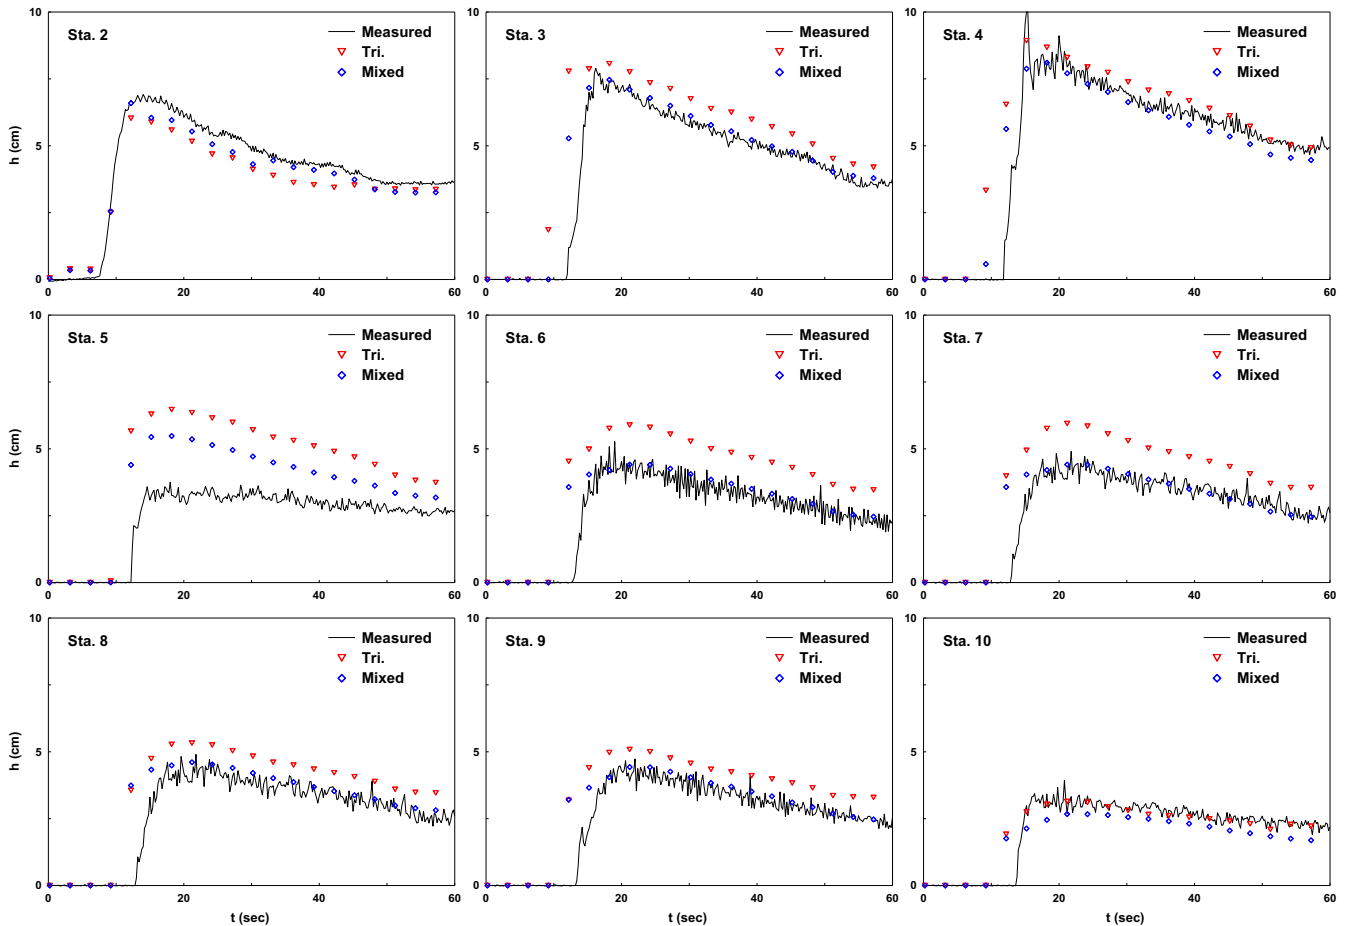 10
Sta. 2
Measured
Tri.
Mixed
5
h (cm)
0
0 20 40 60
10
Sta. 3
Measured
Tri.
Mixed
5
0
0 20 40 60
10
Sta. 4
Measured
Tri.
Mixed
5
0
0 20 40 60
10
Sta. 5
Measured
Tri.
Mixed
5
h (cm)
0
0 20 40 60
10
Sta. 6
Measured
Tri.
Mixed
5
0
0 20 40 60
10
Sta. 7
Measured
Tri.
Mixed
5
0
0 20 40 60
10
Sta. 8
Measured
Tri.
Mixed
5
h (cm)
0
0 20 40 60
t (sec)
10
Sta. 9
Measured
Tri.
Mixed
5
0
0 20 40 60
t (sec)
10
Sta. 10
Measured
Tri.
Mixed
5
0
0 20 40 60
t (sec)